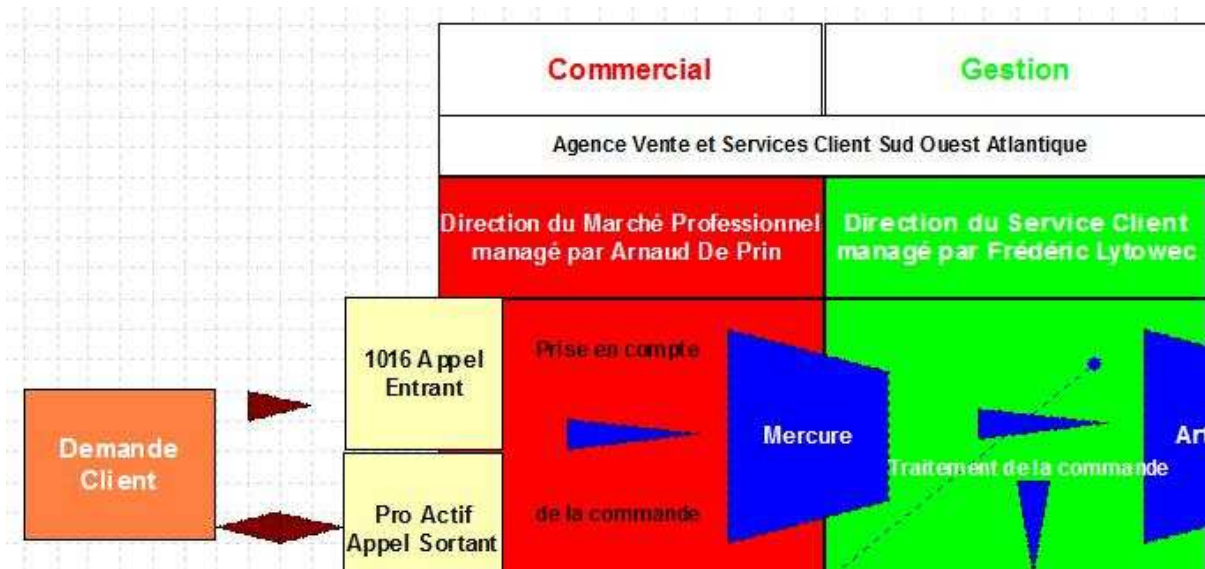 Commercial
Gestion
Agence Vente et Services Client Sud Ouest Atlantique
Direction du Marché Professionnel
managé par Arnaud De Prin
Direction du Service Client
managé par Frédéric Lytowec
1016 Appel
Entrant
Prise en compte
Demande
Client
Mercure
Art
Traitement de la commande
de la commande
Pro Actif
Appel Sortant